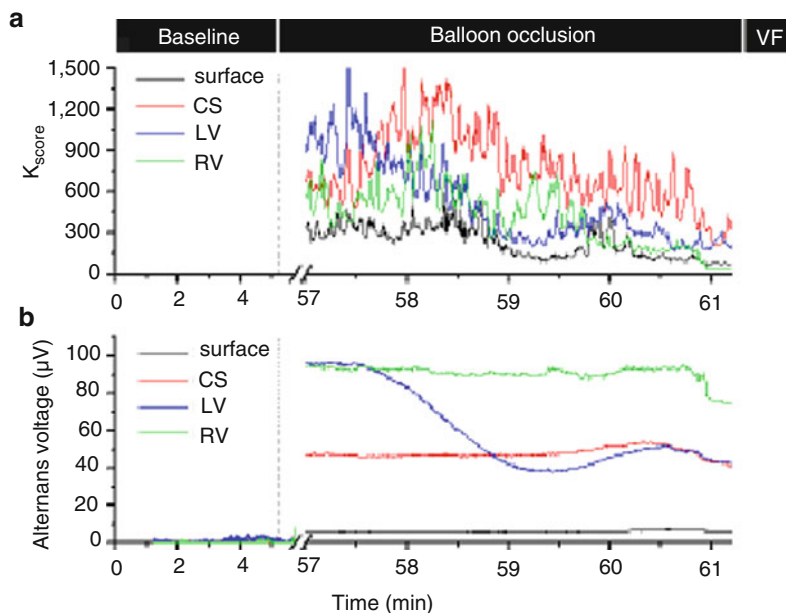 a
Baseline Balloon occlusion VF
1,500
1,200
900
600
300
0
K_score
surface
CS
LV
RV
0 2 4 57 58 59 60 61
b
100
80
60
40
20
0
Alternans voltage (µV)
surface
CS
LV
RV
0 2 4 57 58 59 60 61
Time (min)